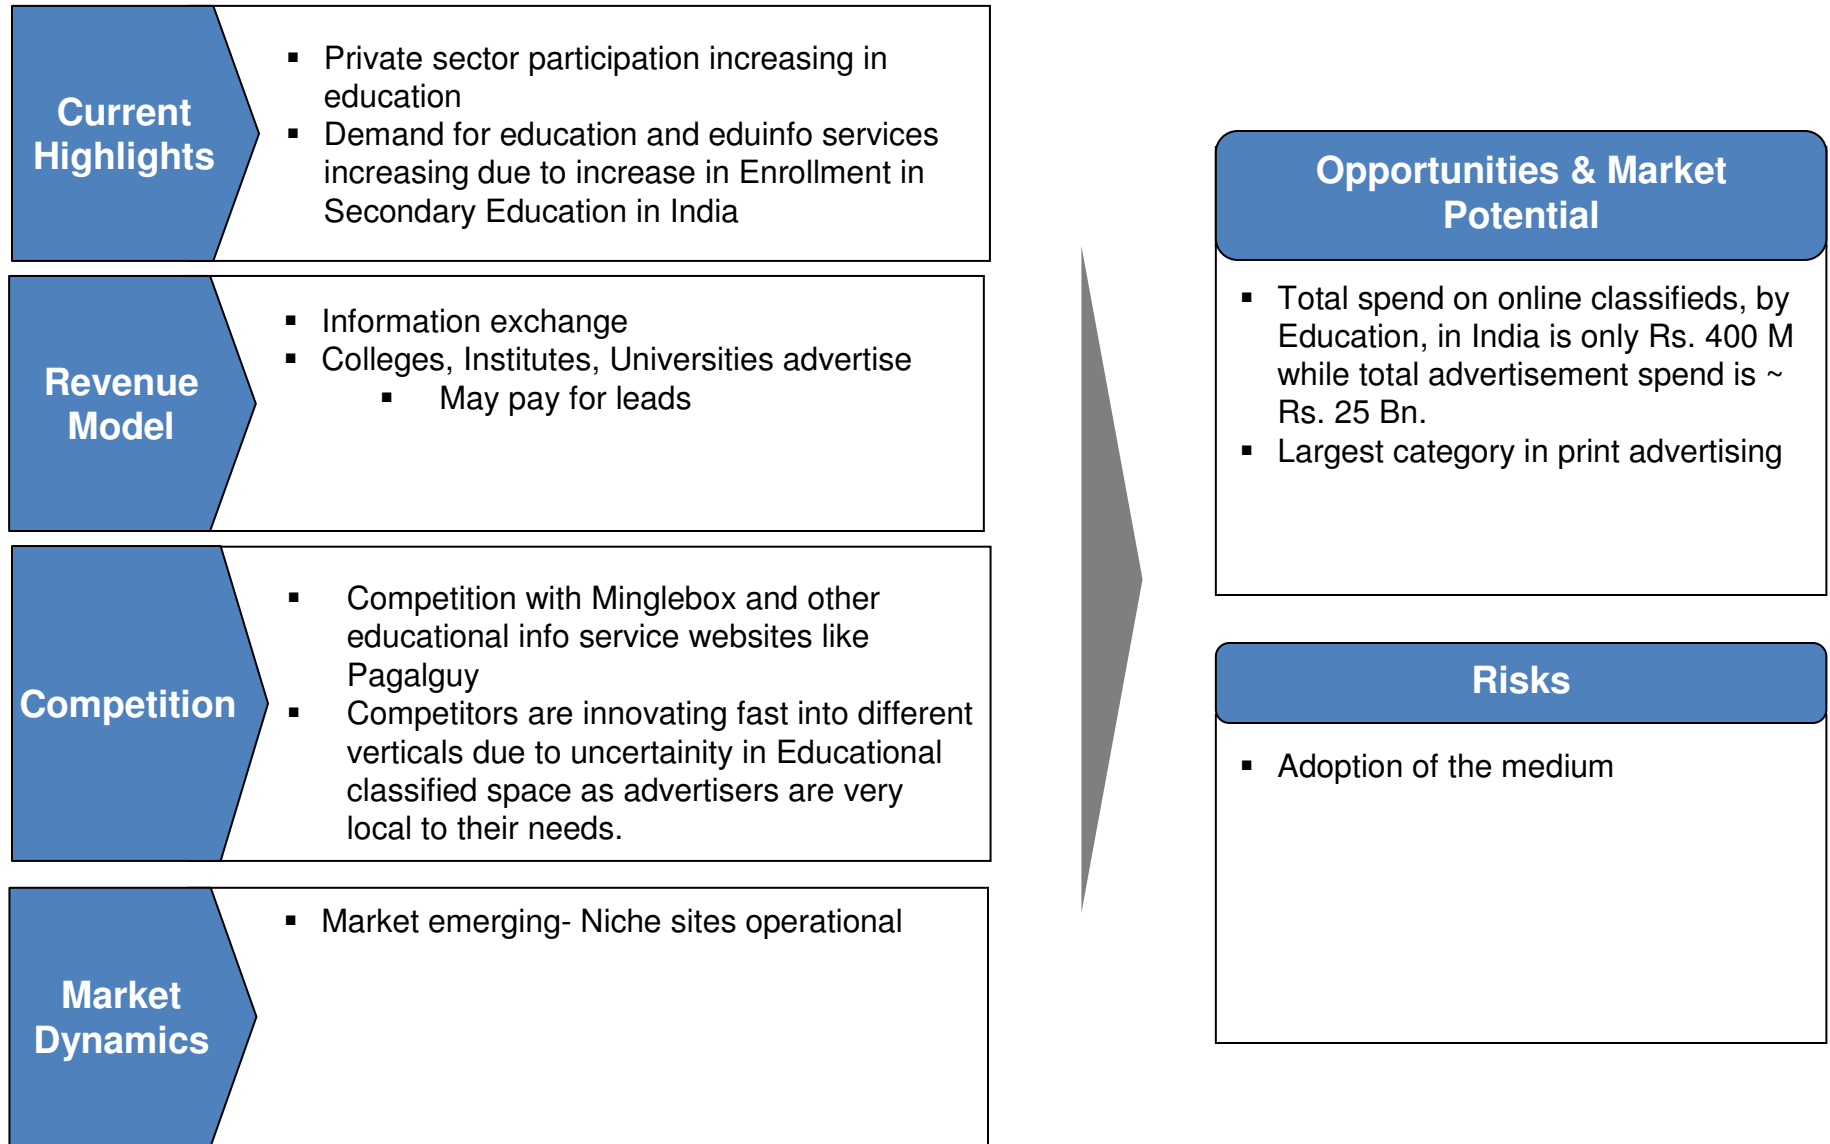 Current
Highlights
▪ Private sector participation increasing in
education
▪ Demand for education and eduinfo services
increasing due to increase in Enrollment in
Secondary Education in India
Revenue
Model
▪ Information exchange
▪ Colleges, Institutes, Universities advertise
▪ May pay for leads
Competition
▪ Competition with Minglebox and other
educational info service websites like
Pagalguy
▪ Competitors are innovating fast into different
verticals due to uncertainity in Educational
classified space as advertisers are very
local to their needs.
Market
Dynamics
▪ Market emerging- Niche sites operational
Opportunities & Market
Potential
▪ Total spend on online classifieds, by
Education, in India is only Rs. 400 M
while total advertisement spend is ~
Rs. 25 Bn.
▪ Largest category in print advertising
Risks
▪ Adoption of the medium